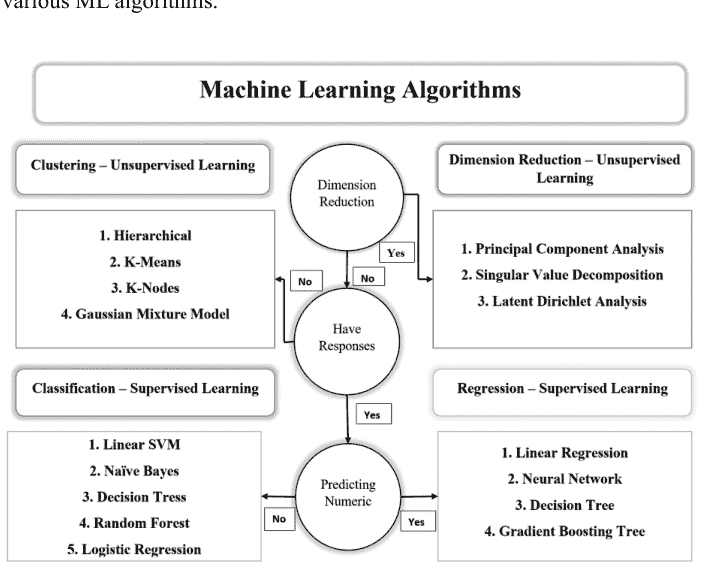 various ML algorithms.
Machine Learning Algorithms
Clustering – Unsupervised Learning
1. Hierarchical
2. K-Means
3. K-Nodes
4. Gaussian Mixture Model
Dimension
Reduction
Yes
No
No
Dimension Reduction – Unsupervised
Learning
1. Principal Component Analysis
2. Singular Value Decomposition
3. Latent Dirichlet Analysis
Have
Responses
Yes
Classification – Supervised Learning
1. Linear SVM
2. Naïve Bayes
3. Decision Tress
4. Random Forest
5. Logistic Regression
Predicting
Numeric
No
Yes
Regression – Supervised Learning
1. Linear Regression
2. Neural Network
3. Decision Tree
4. Gradient Boosting Tree